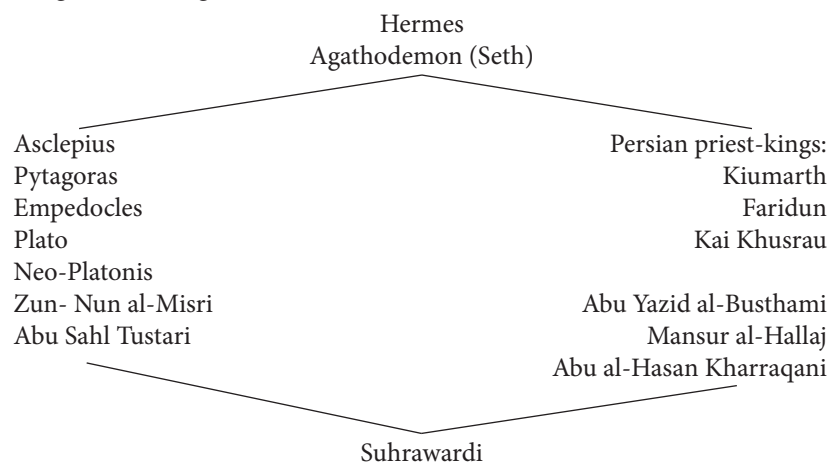 Hermes
Agathodemon (Seth)
Asclepius
Pytagoras
Empedocles
Plato
Neo-Platonis
Zun- Nun al-Misri
Abu Sahl Tustari
Persian priest-kings:
Kiumarth
Faridun
Kai Khusrau
Abu Yazid al-Busthami
Mansur al-Hallaj
Abu al-Hasan Kharraqani
Suhrawardi